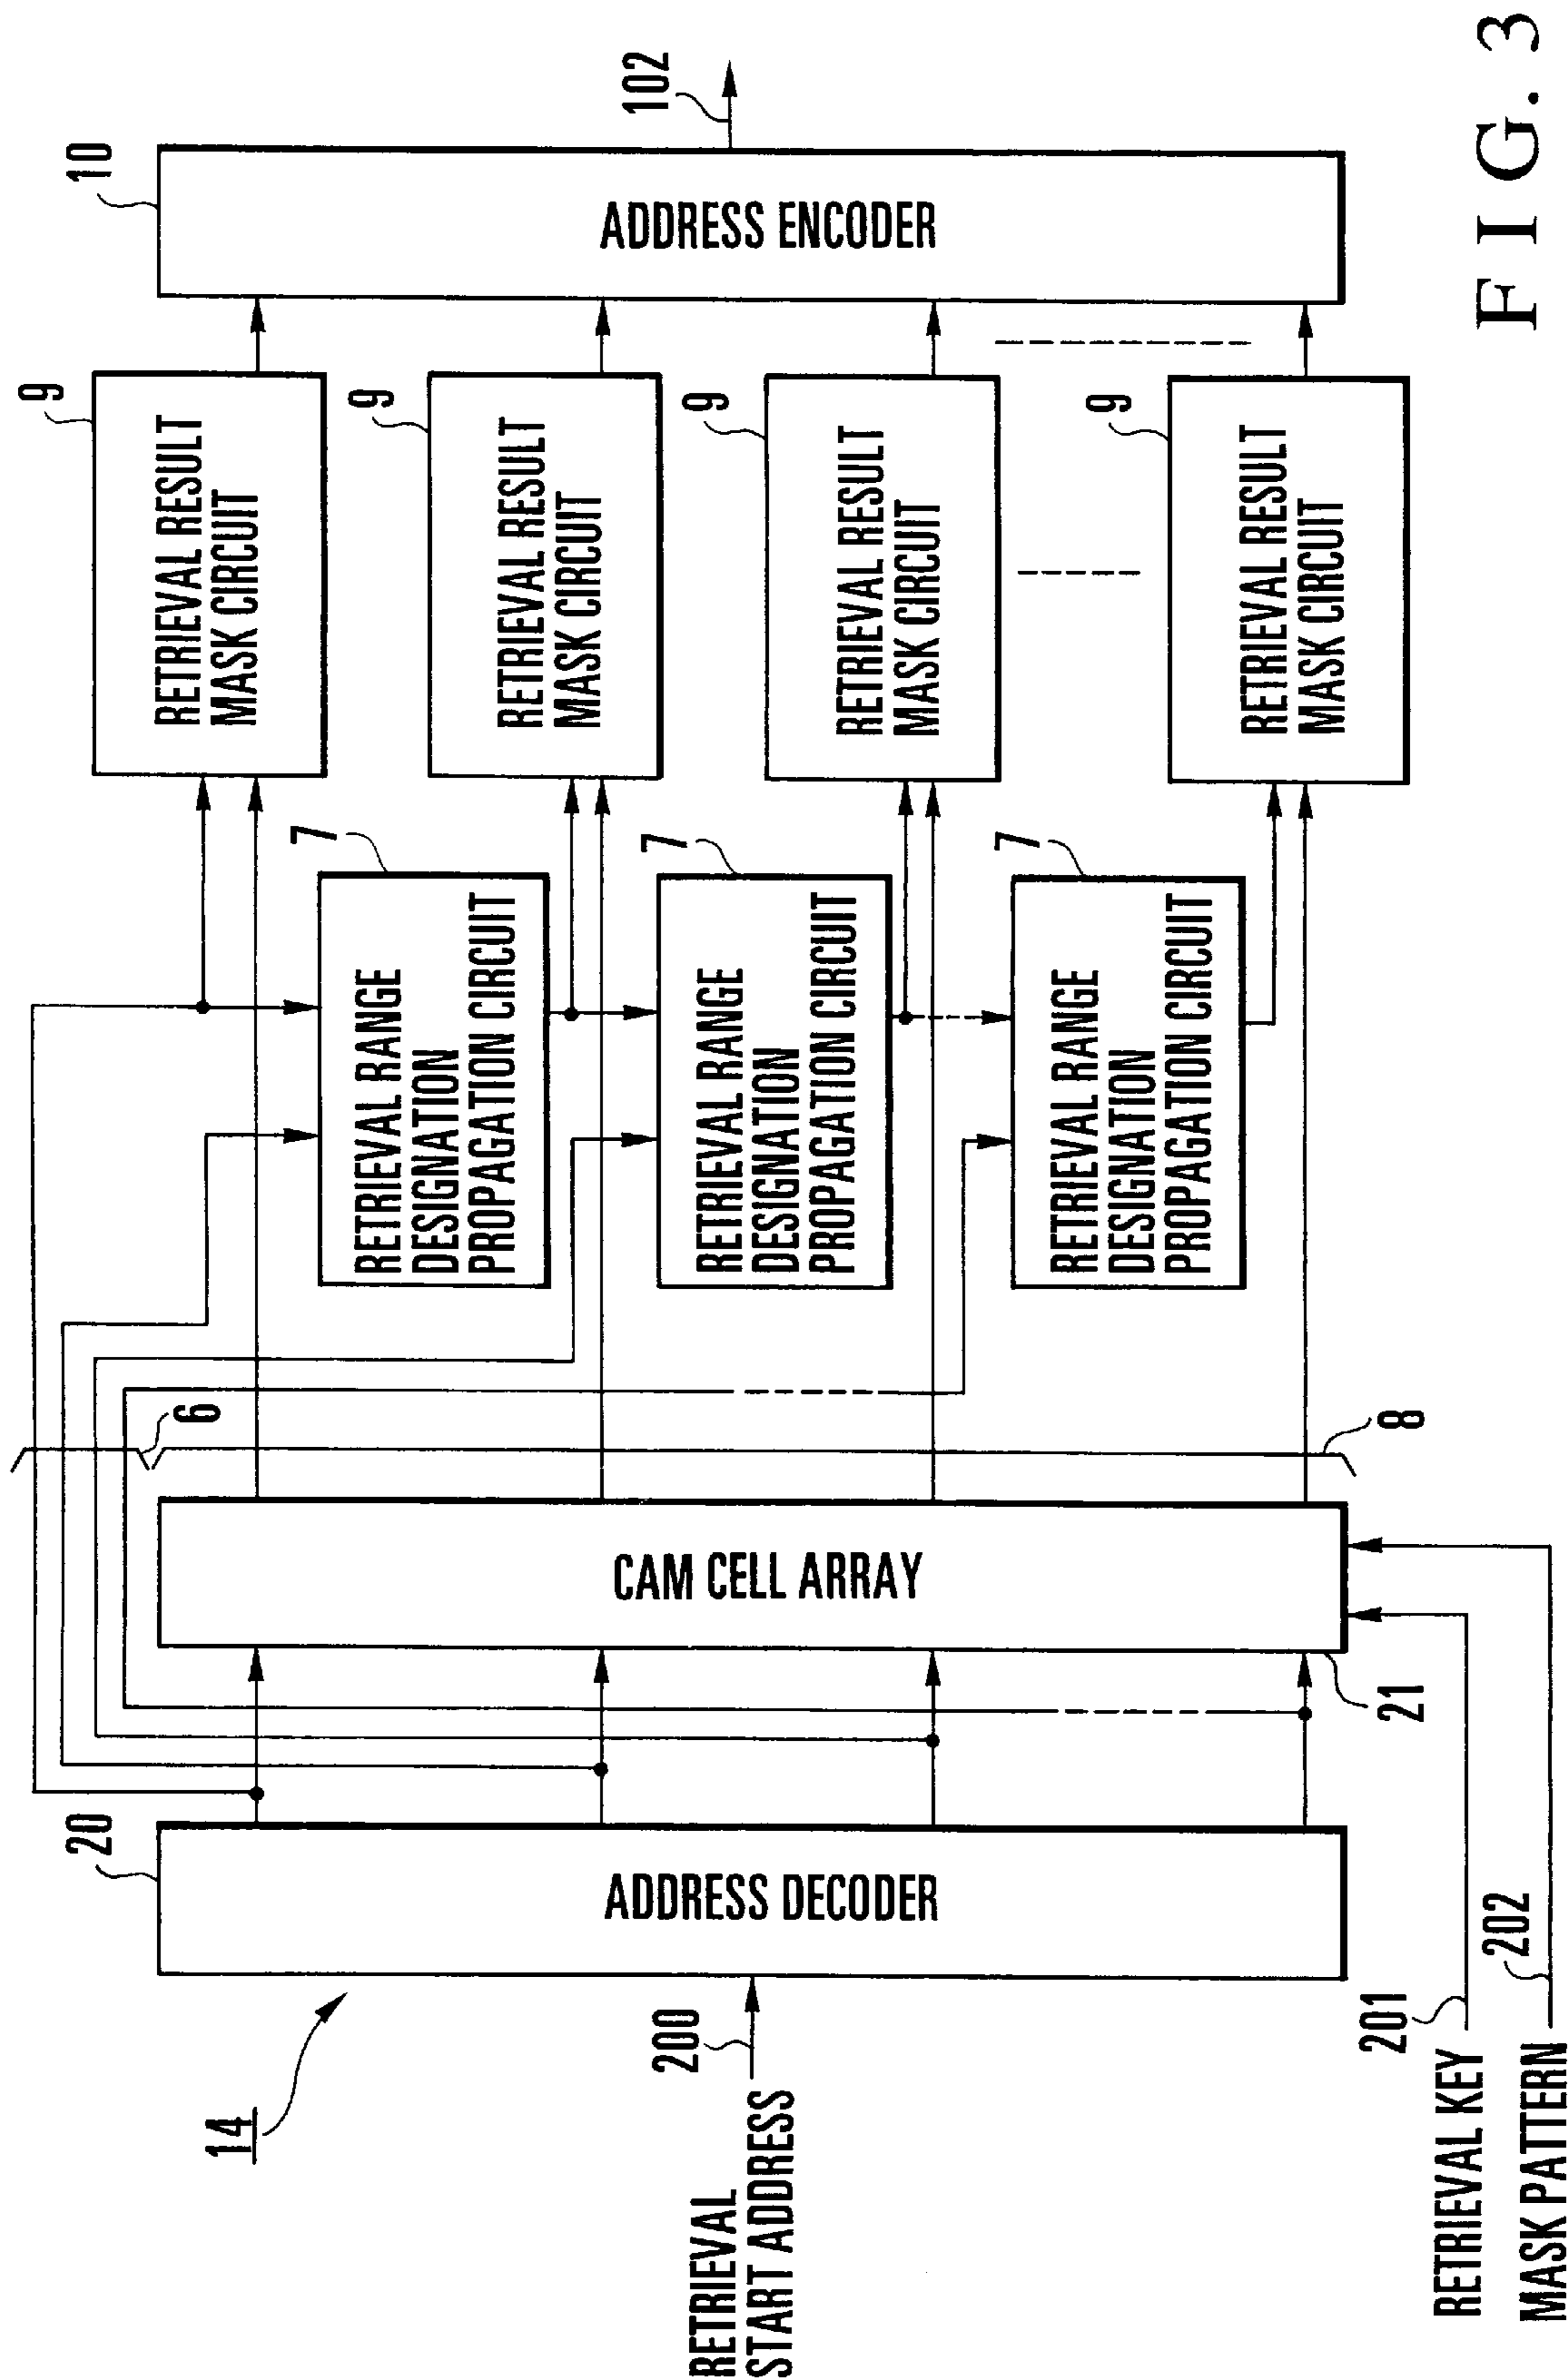 14
RETRIEVAL
START ADDRESS
200
20
ADDRESS DECODER
RETRIEVAL KEY
201
MASK PATTERN
202
21
CAM CELL ARRAY
6
8
7
RETRIEVAL RANGE
DESIGNATION
PROPAGATION CIRCUIT
7
RETRIEVAL RANGE
DESIGNATION
PROPAGATION CIRCUIT
7
RETRIEVAL RANGE
DESIGNATION
PROPAGATION CIRCUIT
9
RETRIEVAL RESULT
MASK CIRCUIT
9
RETRIEVAL RESULT
MASK CIRCUIT
9
RETRIEVAL RESULT
MASK CIRCUIT
9
RETRIEVAL RESULT
MASK CIRCUIT
10
ADDRESS ENCODER
102
FIG. 3